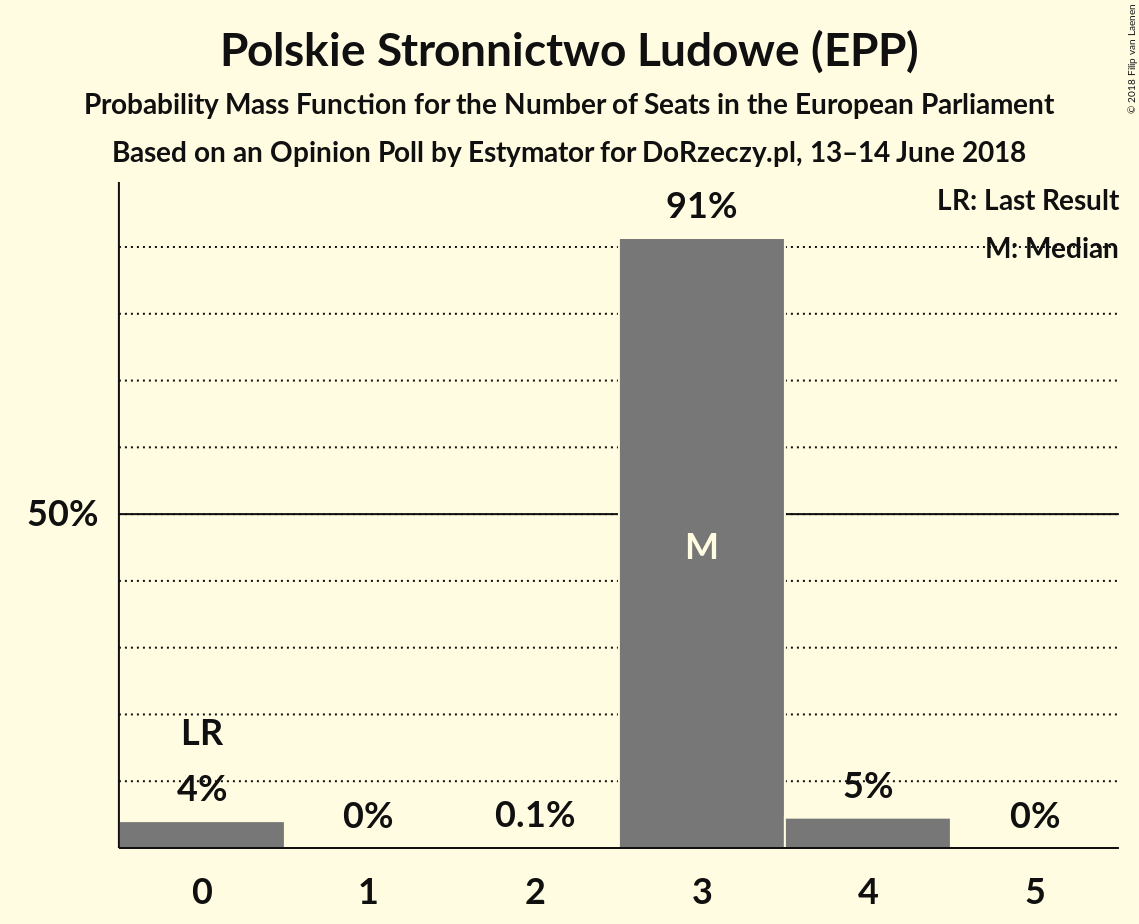 Polskie Stronnictwo Ludowe (EPP)
Probability Mass Function for the Number of Seats in the European Parliament
Based on an Opinion Poll by Estymator for DoRzeczy.pl, 13–14 June 2018
© 2018 Filip van Laenen
LR: Last Result
M: Median
91%
50%
M
LR
4%
0%
0.1%
5%
0%
0 1 2 3 4 5